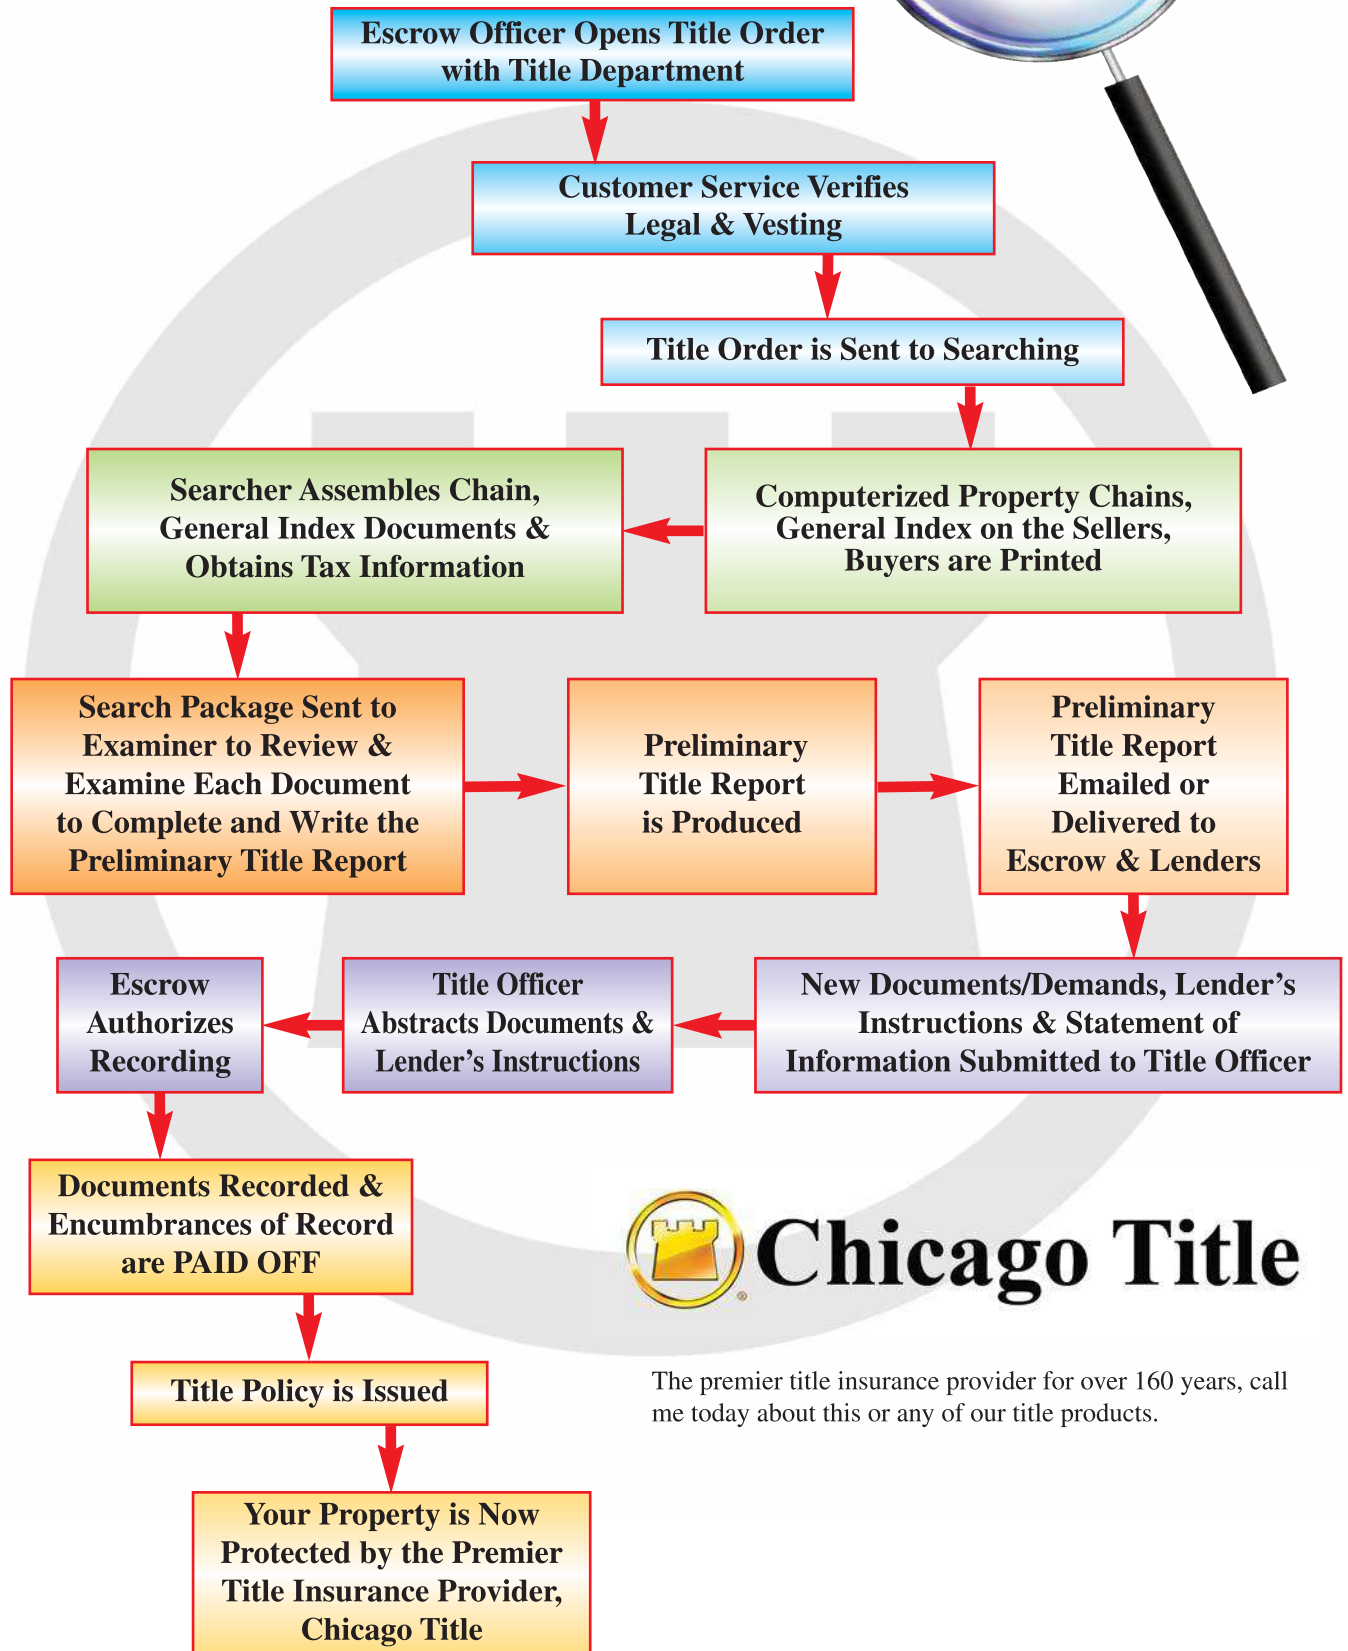 Escrow Officer Opens Title Order
with Title Department
Customer Service Verifies
Legal & Vesting
Title Order is Sent to Searching
Computerized Property Chains,
General Index on the Sellers,
Buyers are Printed
Searcher Assembles Chain,
General Index Documents &
Obtains Tax Information
Search Package Sent to
Examiner to Review &
Examine Each Document
to Complete and Write the
Preliminary Title Report
Preliminary
Title Report
is Produced
Preliminary
Title Report
Emailed or
Delivered to
Escrow & Lenders
New Documents/Demands, Lender’s
Instructions & Statement of
Information Submitted to Title Officer
Title Officer
Abstracts Documents &
Lender’s Instructions
Escrow
Authorizes
Recording
Documents Recorded &
Encumbrances of Record
are PAID OFF
Title Policy is Issued
Your Property is Now
Protected by the Premier
Title Insurance Provider,
Chicago Title
® Chicago Title
The premier title insurance provider for over 160 years, call
me today about this or any of our title products.